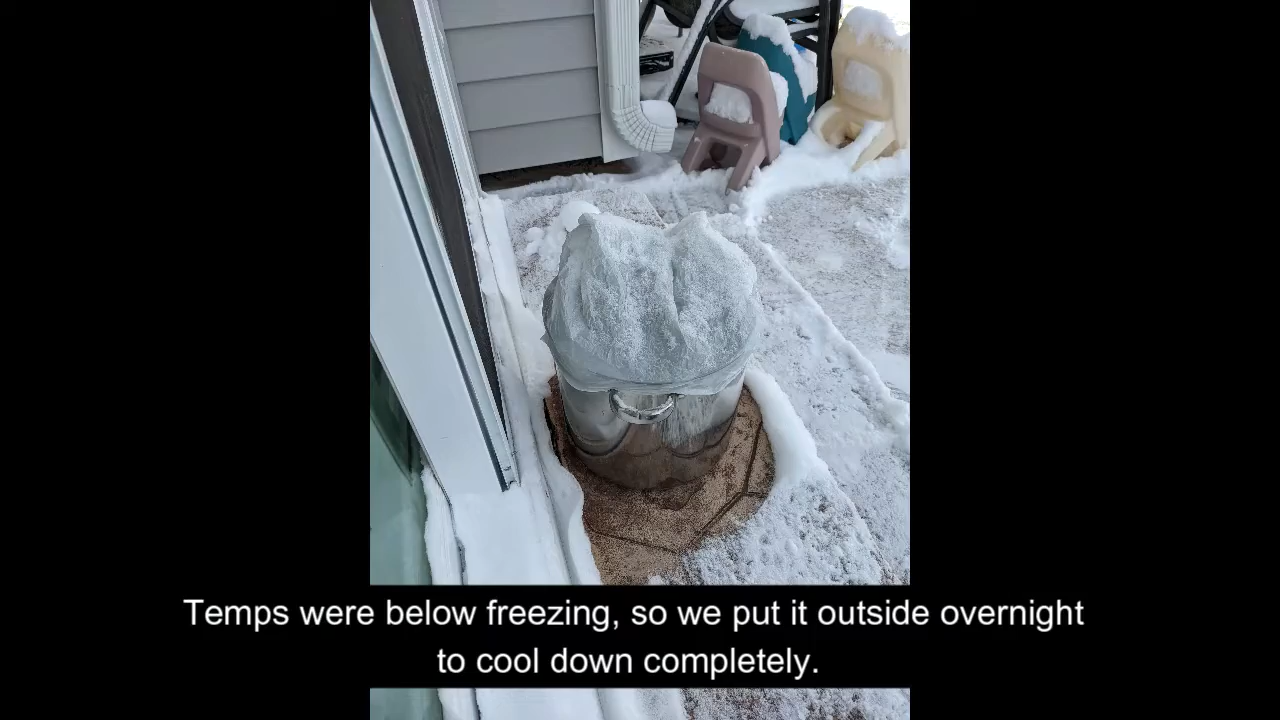 Temps were below freezing, so we put it outside overnight
to cool down completely.